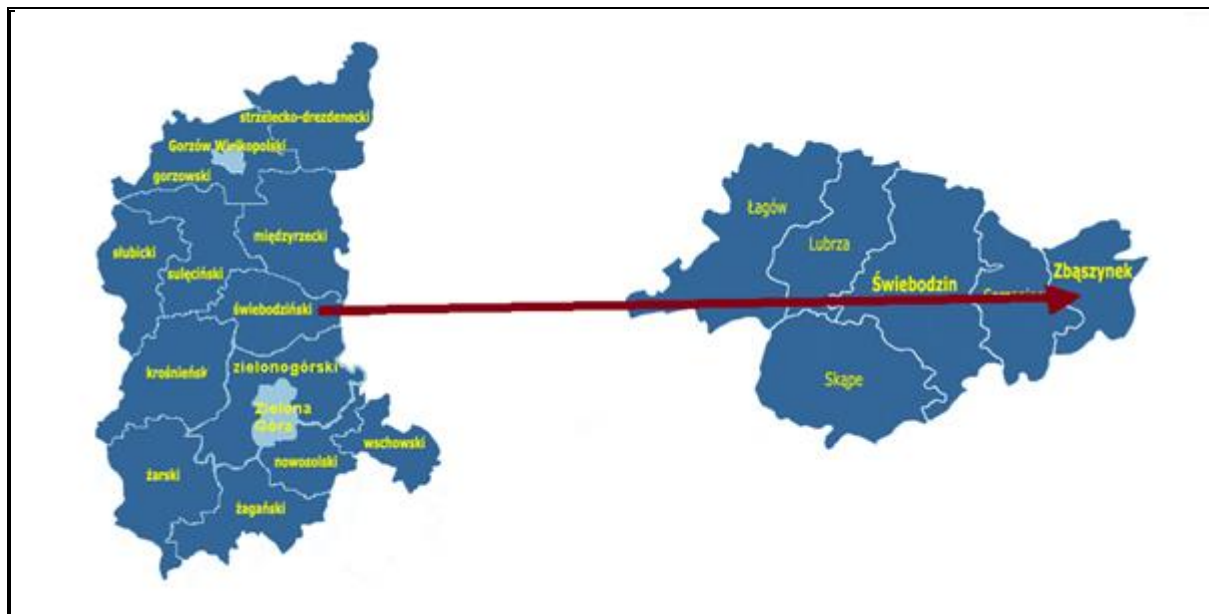 strzelecko-drezdenecki
Gorzów Wielkopolski
gorzowski
międzyrzecki
słubicki
sulęciński
świebodziński
zielonogórski
krośnieńsk
Zielona
Góra
wschowski
nowosolski
żarski
żagański
Łagów
Lubrza
Świebodzin
Zbąszynek
Skąpe